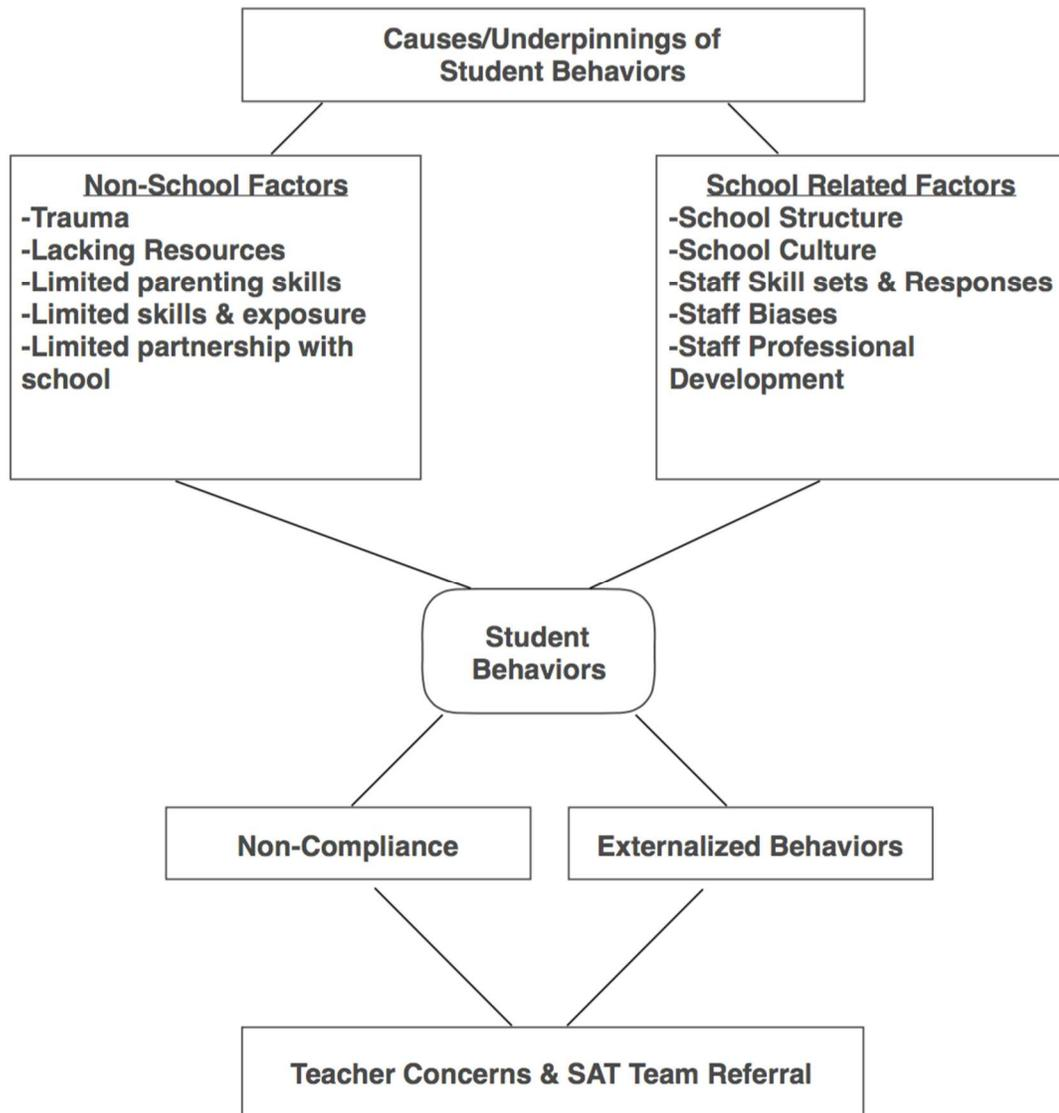 Causes/Underpinnings of
Student Behaviors
Non-School Factors
-Trauma
-Lacking Resources
-Limited parenting skills
-Limited skills & exposure
-Limited partnership with
school
School Related Factors
-School Structure
-School Culture
-Staff Skill sets & Responses
-Staff Biases
-Staff Professional
Development
Student
Behaviors
Non-Compliance
Externalized Behaviors
Teacher Concerns & SAT Team Referral